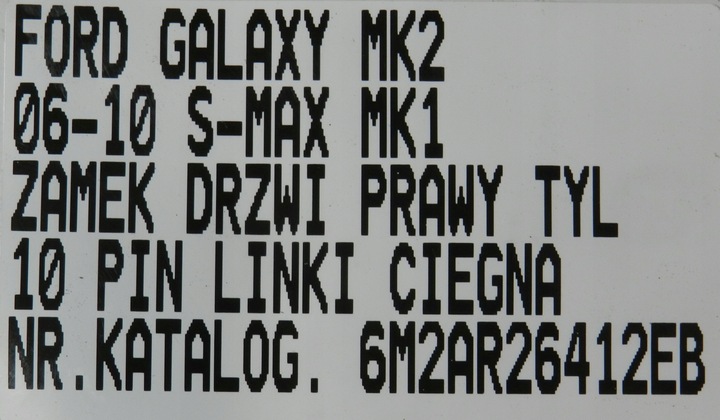 FORD GALAXY MK2
06-10 S-MAX MK1
ZAMEK DRZWI PRAWY TYL
10 PIN LINKI CIEGNA
NR.KATALOG. 6M2AR26412EB